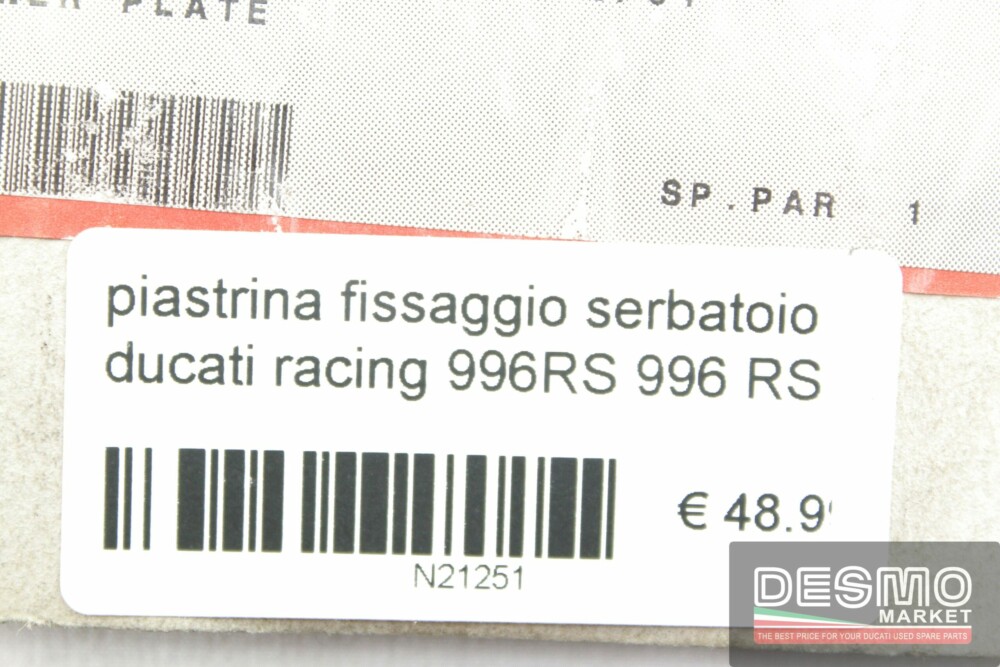 PLATE
SP.PAR 1
piastrina fissaggio serbatoio
ducati racing 996RS 996 RS
€ 48.9
N21251
DESMO
MARKET
THE BEST PRICE FOR YOUR DUCATI USED SPARE PARTS